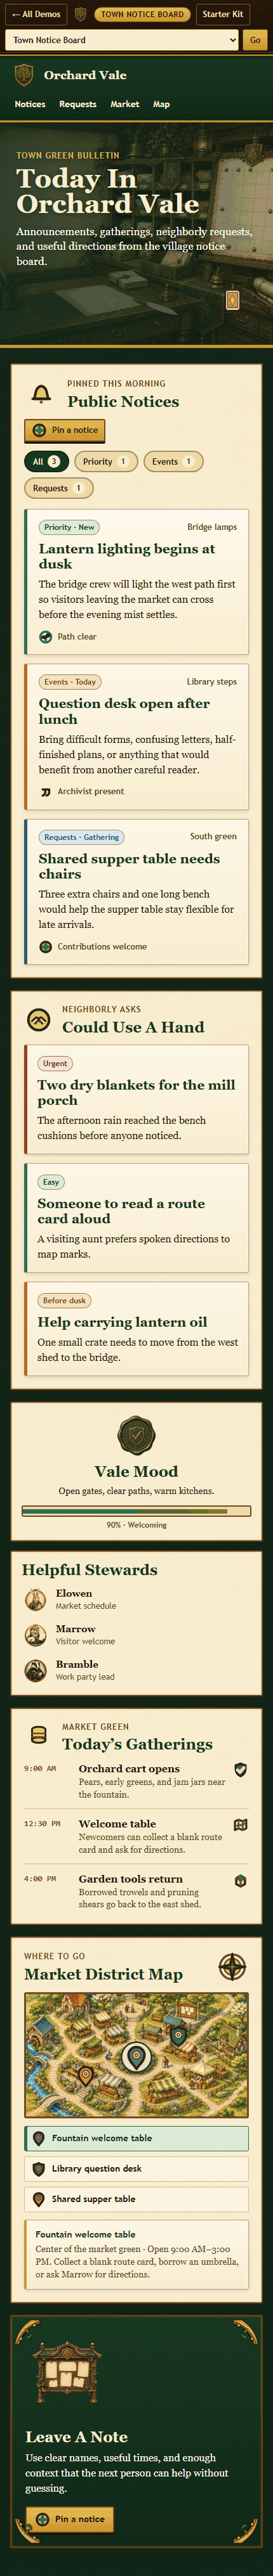 ← All Demos
TOWN NOTICE BOARD
Starter Kit
Town Notice Board
Go
Orchard Vale
Notices
Requests
Market
Map
TOWN GREEN BULLETIN
Today In
Orchard Vale
Announcements, gatherings, neighborly requests,
and useful directions from the village notice
board.
PINNED THIS MORNING
Public Notices
Pin a notice
All 3
Priority 1
Events 1
Requests 1
Priority · New
Bridge lamps
Lantern lighting begins at
dusk
The bridge crew will light the west path first
so visitors leaving the market can cross
before the evening mist settles.
Path clear
Events · Today
Library steps
Question desk open after
lunch
Bring difficult forms, confusing letters, half-
finished plans, or anything that would
benefit from another careful reader.
Archivist present
Requests · Gathering
South green
Shared supper table needs
chairs
Three extra chairs and one long bench
would help the supper table stay flexible for
late arrivals.
Contributions welcome
NEIGHBORLY ASKS
Could Use A Hand
Urgent
Two dry blankets for the mill
porch
The afternoon rain reached the bench
cushions before anyone noticed.
Easy
Someone to read a route
card aloud
A visiting aunt prefers spoken directions to
map marks.
Before dusk
Help carrying lantern oil
One small crate needs to move from the west
shed to the bridge.
Vale Mood
Open gates, clear paths, warm kitchens.
90% · Welcoming
Helpful Stewards
Elowen
Market schedule
Marrow
Visitor welcome
Bramble
Work party lead
MARKET GREEN
Today’s Gatherings
9:00 AM
Orchard cart opens
Pears, early greens, and jam jars near
the fountain.
12:30 PM
Welcome table
Newcomers can collect a blank route
card and ask for directions.
4:00 PM
Garden tools return
Borrowed trowels and pruning
shears go back to the east shed.
WHERE TO GO
Market District Map
Fountain welcome table
Library question desk
Shared supper table
Fountain welcome table
Center of the market green · Open 9:00 AM–3:00
PM. Collect a blank route card, borrow an umbrella,
or ask Marrow for directions.
Leave A Note
Use clear names, useful times, and enough
context that the next person can help without
guessing.
Pin a notice